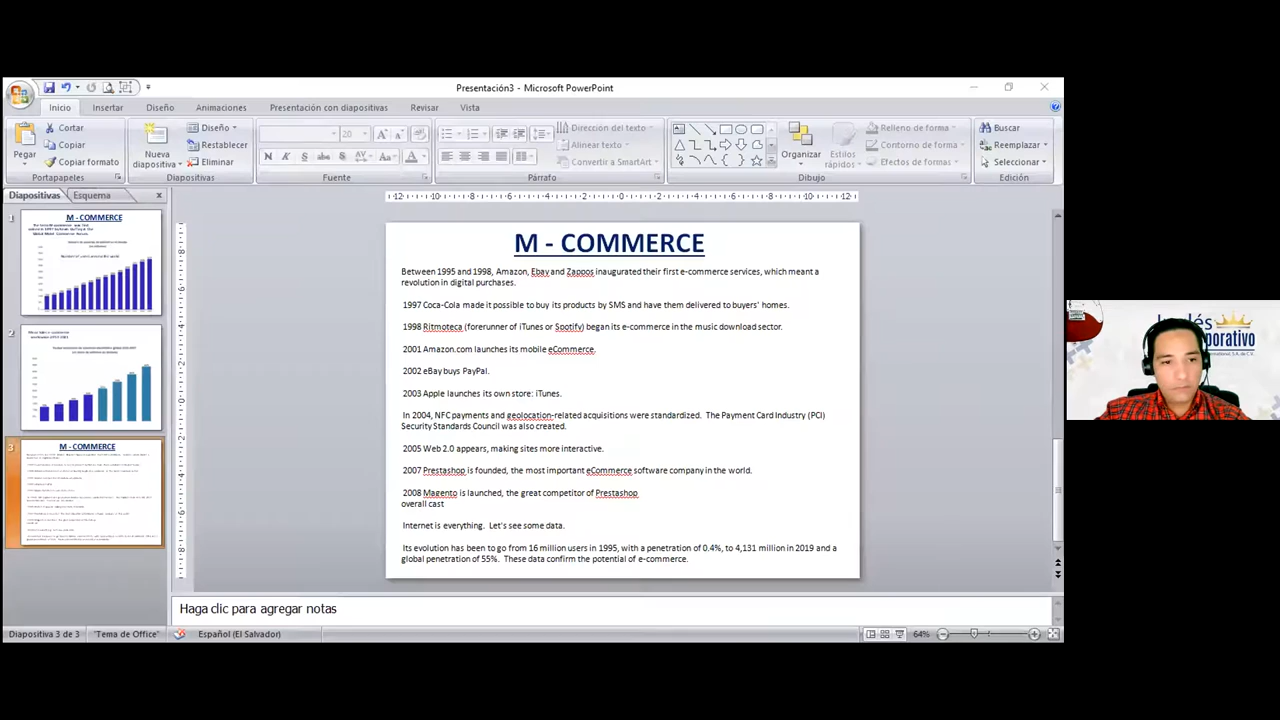 Presentación3 - Microsoft PowerPoint
Inicio
Insertar
Diseño
Animaciones
Presentación con diapositivas
Revisar
Vista
Pegar
Cortar
Copiar
Copiar formato
Portapapeles
Nueva diapositiva
Diseño
Restablecer
Eliminar
Diapositivas
20
Fuente
Dirección del texto
Alinear texto
Convertir a SmartArt
Párrafo
Organizar
Estilos rápidos
Relleno de forma
Contorno de forma
Efectos de formas
Dibujo
Buscar
Reemplazar
Seleccionar
Edición
Diapositivas
Esquema
1
M - COMMERCE
2
3
M - COMMERCE
M - COMMERCE
Between 1995 and 1998, Amazon, Ebay and Zappos inaugurated their first e-commerce services, which meant a
revolution in digital purchases.
1997 Coca-Cola made it possible to buy its products by SMS and have them delivered to buyers' homes.
1998 Ritmoteca (forerunner of iTunes or Spotify) began its e-commerce in the music download sector.
2001 Amazon.com launches its mobile eCommerce.
2002 eBay buys PayPal.
2003 Apple launches its own store: iTunes.
In 2004, NFC payments and geolocation-related acquisitions were standardized. The Payment Card Industry (PCI)
Security Standards Council was also created.
2005 Web 2.0 appears, making stores more interactive.
2007 Prestashop is founded, the most important eCommerce software company in the world.
2008 Magento is launched, the great competitor of Prestashop
overall cast
Internet is everything. Let's see some data.
Its evolution has been to go from 16 million users in 1995, with a penetration of 0.4%, to 4,131 million in 2019 and a
global penetration of 55%. These data confirm the potential of e-commerce.
Haga clic para agregar notas
Diapositiva 3 de 3
"Tema de Office"
Español (El Salvador)
64%